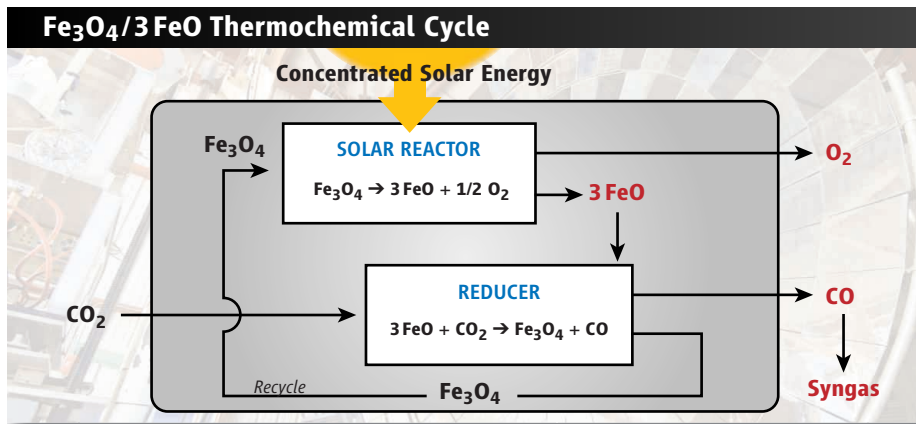 Fe₃O₄/3 FeO Thermochemical Cycle
Concentrated Solar Energy
Fe₃O₄
SOLAR REACTOR
Fe₃O₄ → 3 FeO + 1/2 O₂
O₂
3 FeO
CO₂
REDUCER
3 FeO + CO₂ → Fe₃O₄ + CO
CO
Syngas
Recycle
Fe₃O₄